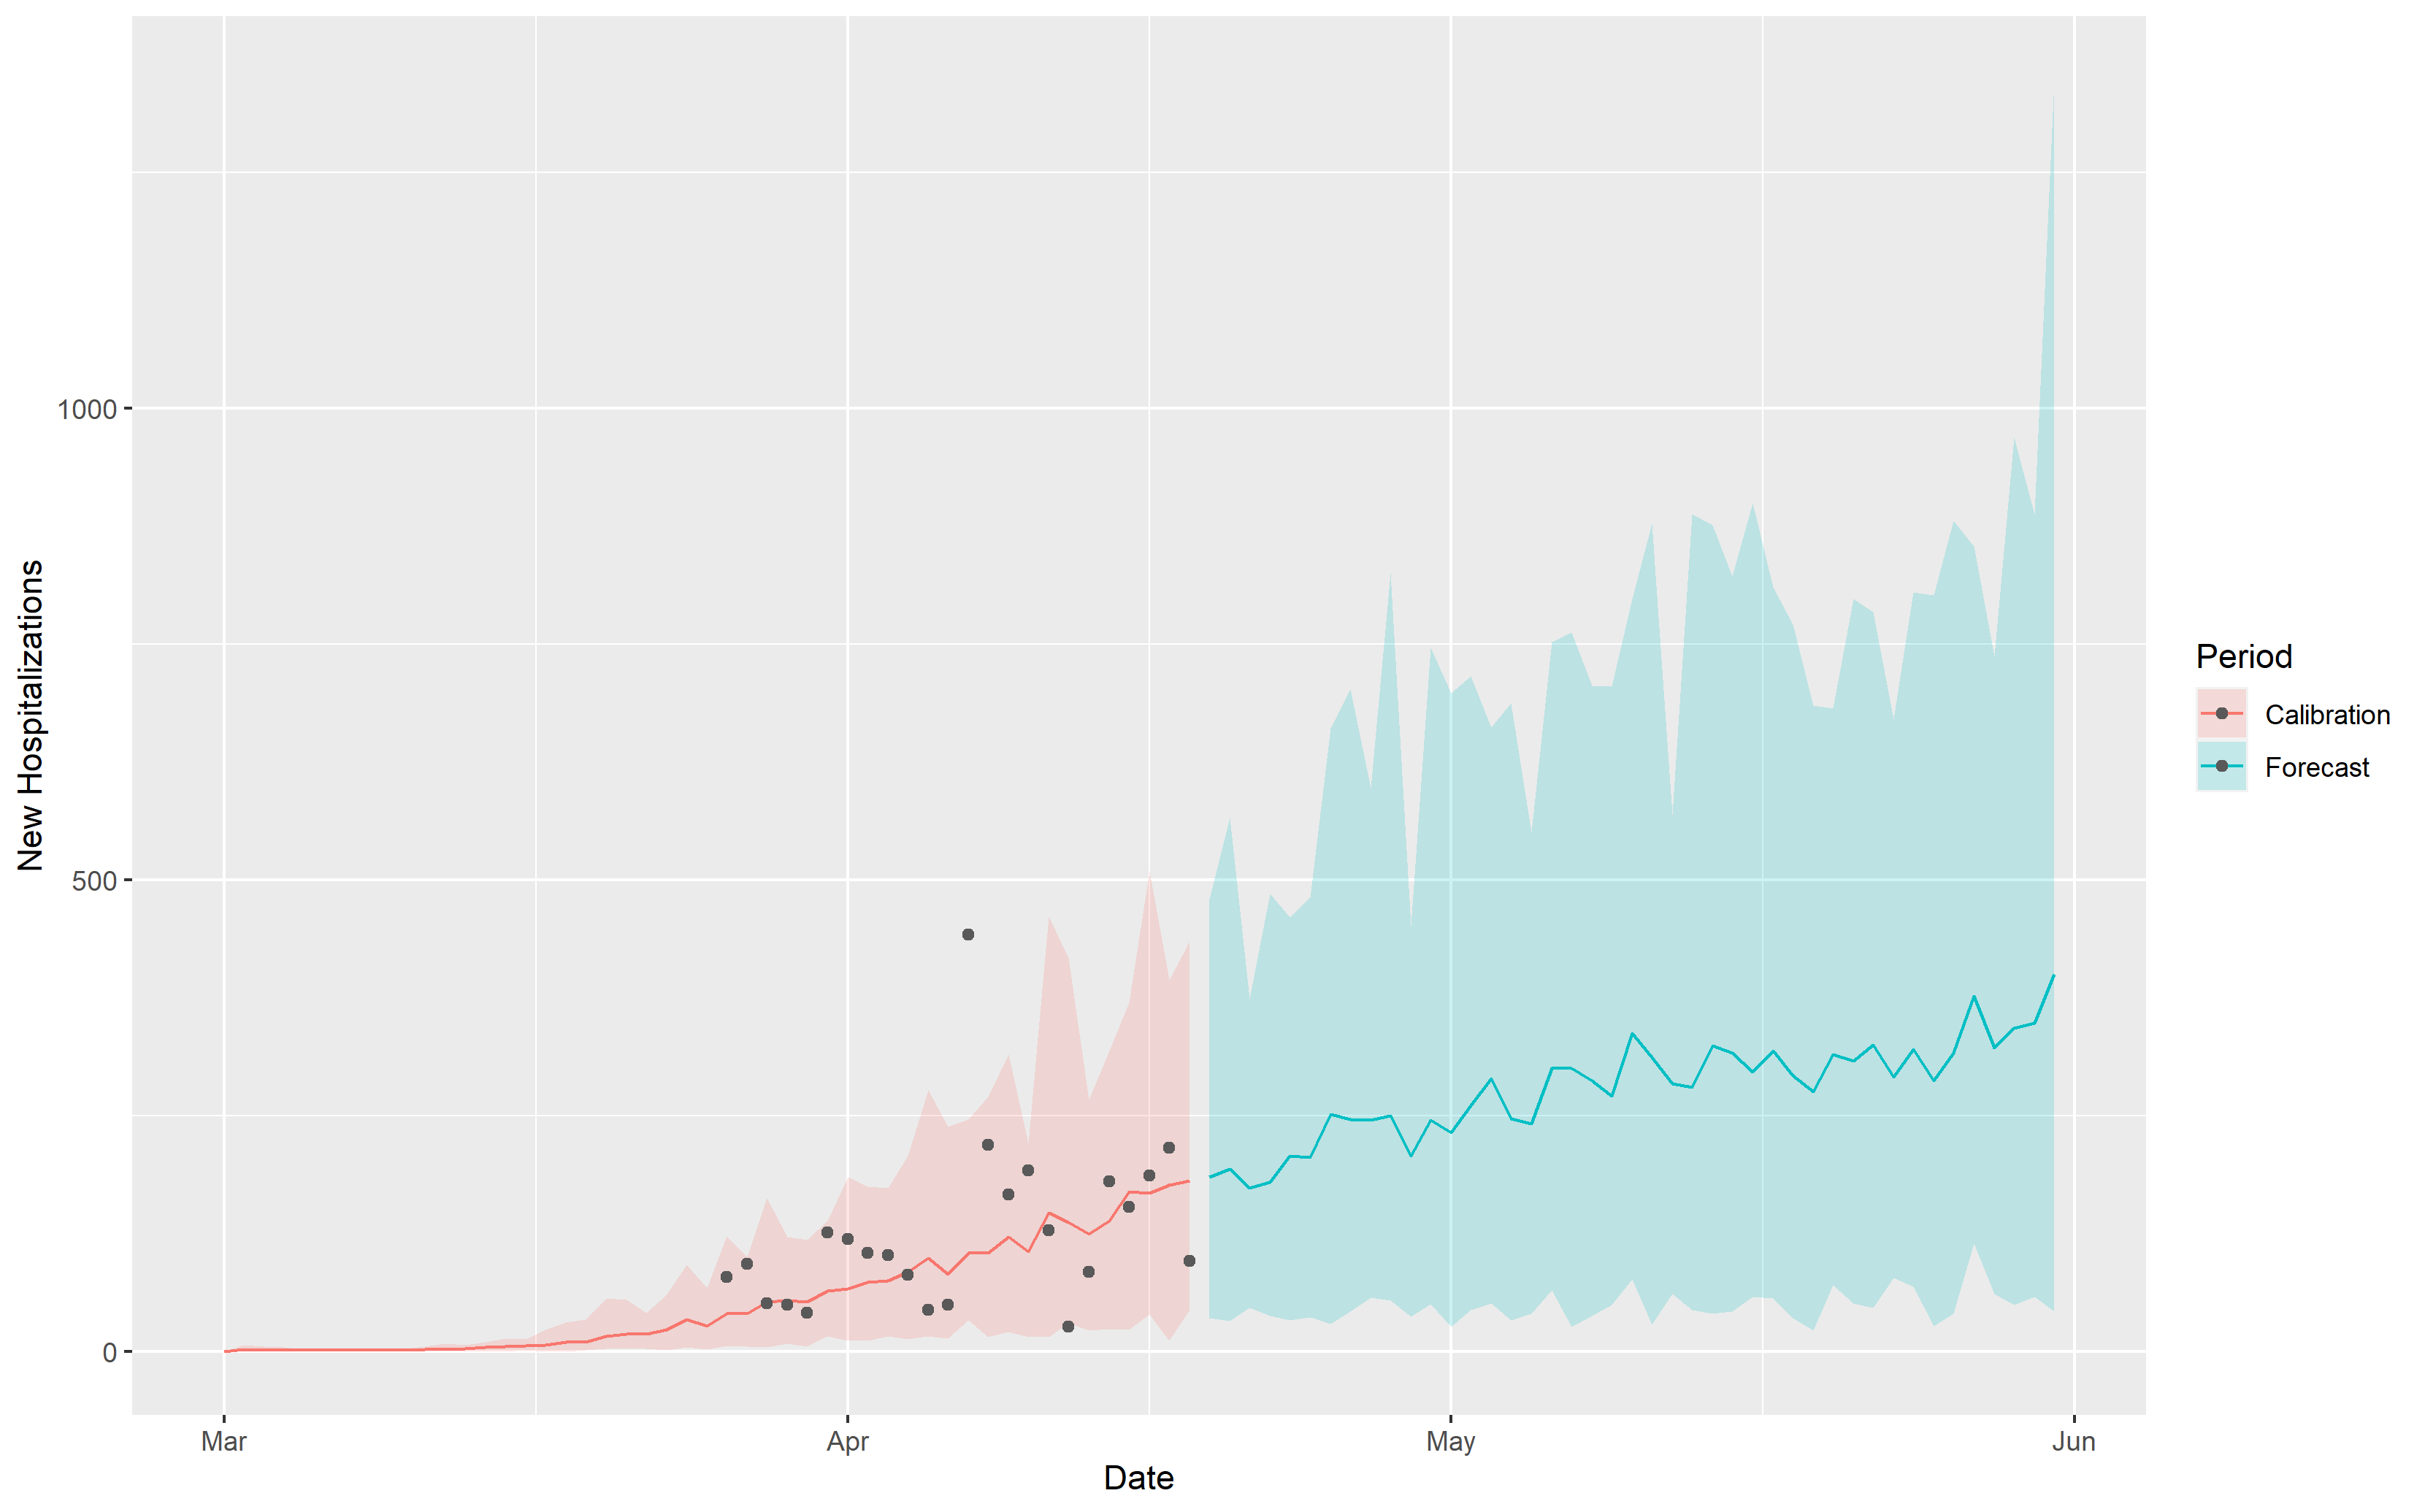 New Hospitalizations
1000
500
0
Mar
Apr
May
Jun
Date
Period
Calibration
Forecast